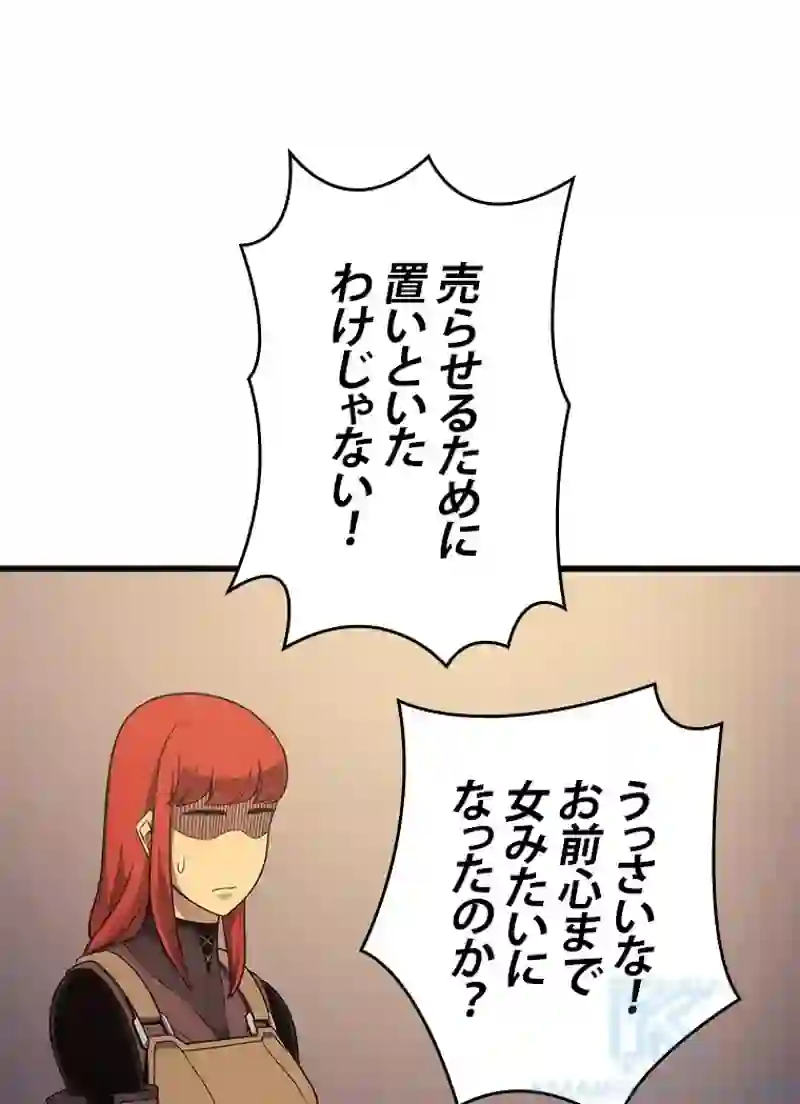 売らせるために
置いといた
わけじゃない！
うっさいな！
お前心まで
女みたいに
なったのか？